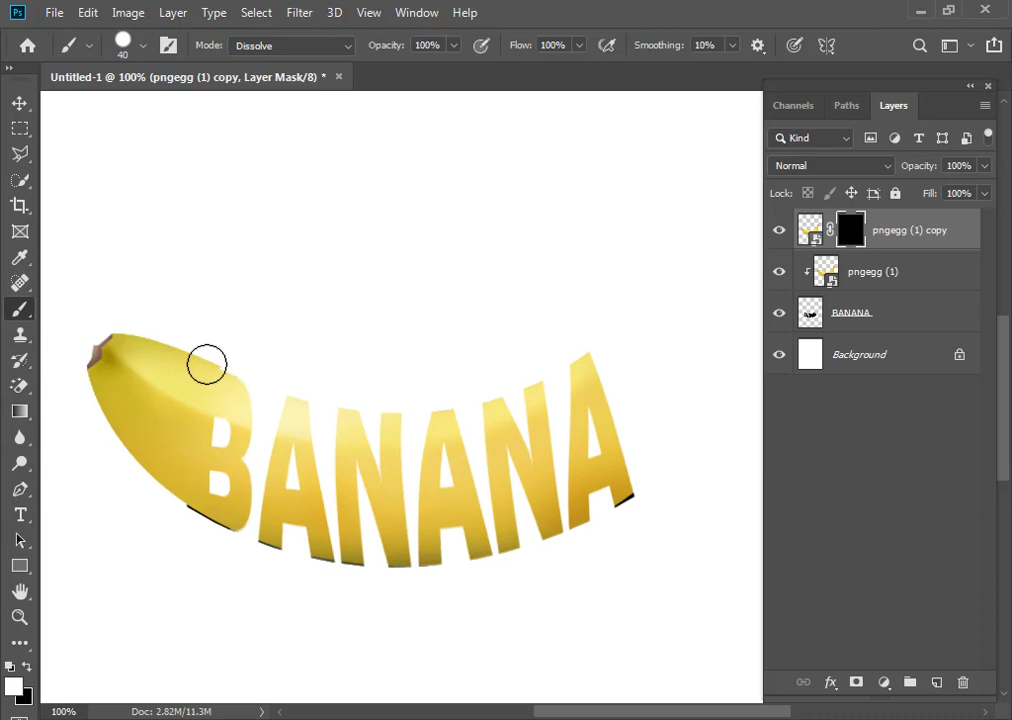 Ps File Edit Image Layer Type Select Filter 3D View Window Help
40 Mode: Dissolve Opacity: 100% Flow: 100% Smoothing: 10%
Untitled-1 @ 100% (pngegg (1) copy, Layer Mask/8) * ×
Channels Paths Layers
Kind
Normal Opacity: 100%
Lock: Fill: 100%
pngegg (1) copy
pngegg (1)
BANANA
Background
BANANA
100% Doc: 2.82M/11.3M